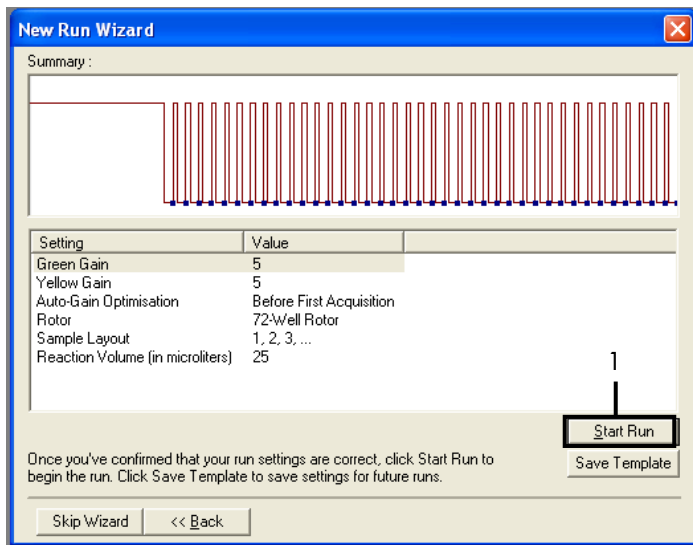 New Run Wizard
Summary :
Setting Value
Green Gain 5
Yellow Gain 5
Auto-Gain Optimisation Before First Acquisition
Rotor 72-Well Rotor
Sample Layout 1, 2, 3, ...
Reaction Volume (in microliters) 25
1
Start Run
Once you've confirmed that your run settings are correct, click Start Run to
begin the run. Click Save Template to save settings for future runs.
Save Template
Skip Wizard << Back